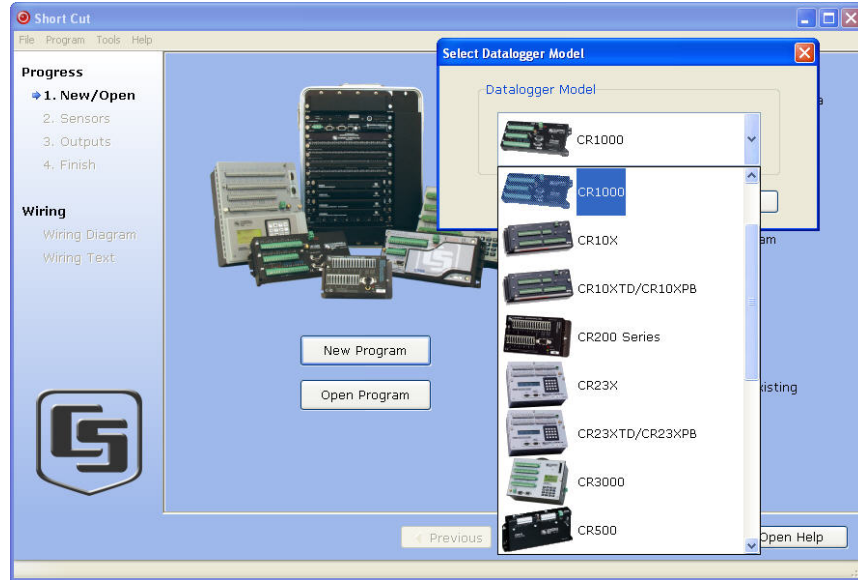 Short Cut
File Program Tools Help
Progress
1. New/Open
2. Sensors
3. Outputs
4. Finish
Wiring
Wiring Diagram
Wiring Text
New Program
Open Program
< Previous
Open Help
Select Datalogger Model
Datalogger Model
CR1000
CR1000
CR10X
CR10XTD/CR10XPB
CR200 Series
CR23X
CR23XTD/CR23XPB
CR3000
CR500